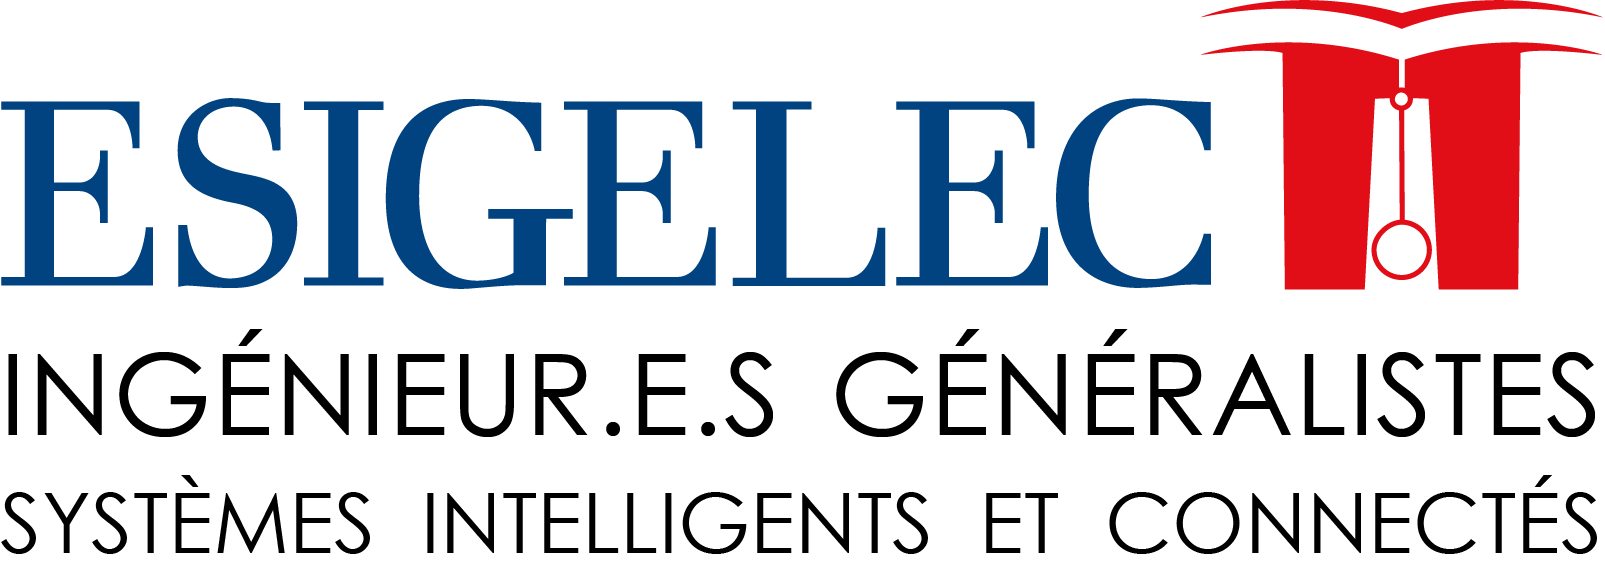 ESIGELEC
INGÉNIEUR.E.S GÉNÉRALISTES
SYSTÈMES INTELLIGENTS ET CONNECTÉS